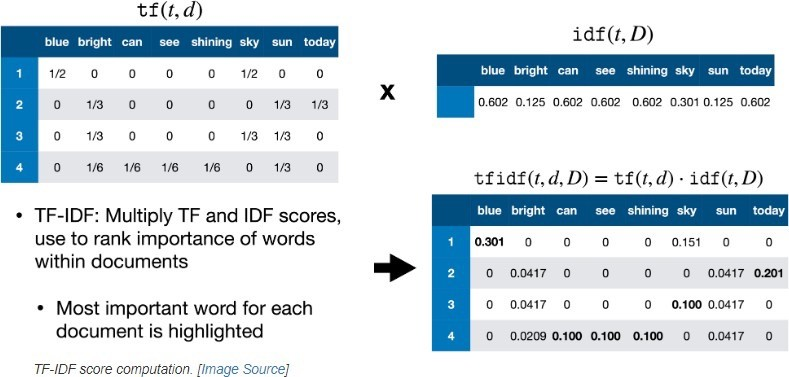 tf(t, d)
blue bright can see shining sky sun today
1 1/2 0 0 0 0 1/2 0 0
2 0 1/3 0 0 0 0 1/3 1/3
3 0 1/3 0 0 0 1/3 1/3 0
4 0 1/6 1/6 1/6 1/6 0 1/3 0
x
idf(t, D)
blue bright can see shining sky sun today
0.602 0.125 0.602 0.602 0.602 0.301 0.125 0.602
• TF-IDF: Multiply TF and IDF scores,
use to rank importance of words
within documents
• Most important word for each
document is highlighted
tfidf(t, d, D) = tf(t, d) · idf(t, D)
blue bright can see shining sky sun today
1 0.301 0 0 0 0 0.151 0 0
2 0 0.0417 0 0 0 0 0.0417 0.201
3 0 0.0417 0 0 0 0.100 0.0417 0
4 0 0.0209 0.100 0.100 0.100 0 0.0417 0
TF-IDF score computation. [Image Source]